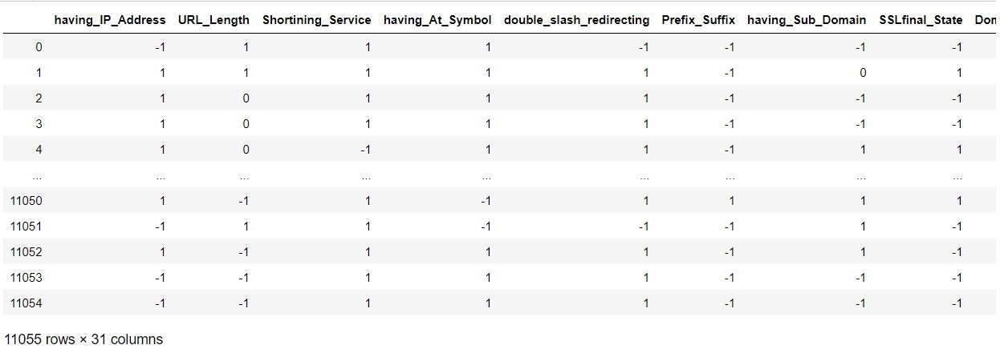 having_IP_Address URL_Length Shortining_Service having_At_Symbol double_slash_redirecting Prefix_Suffix having_Sub_Domain SSLfinal_State Don
0 -1 1 1 1 -1 -1 -1 -1
1 1 1 1 1 1 -1 0 1
2 1 0 1 1 1 -1 -1 -1
3 1 0 1 1 1 -1 -1 -1
4 1 0 -1 1 1 -1 1 1
... ... ... ... ... ... ... ... ...
11050 1 -1 1 -1 1 1 1 1
11051 -1 1 1 -1 -1 -1 1 -1
11052 1 -1 1 1 1 -1 1 -1
11053 -1 -1 1 1 1 -1 -1 -1
11054 -1 -1 1 1 1 -1 -1 -1
11055 rows × 31 columns